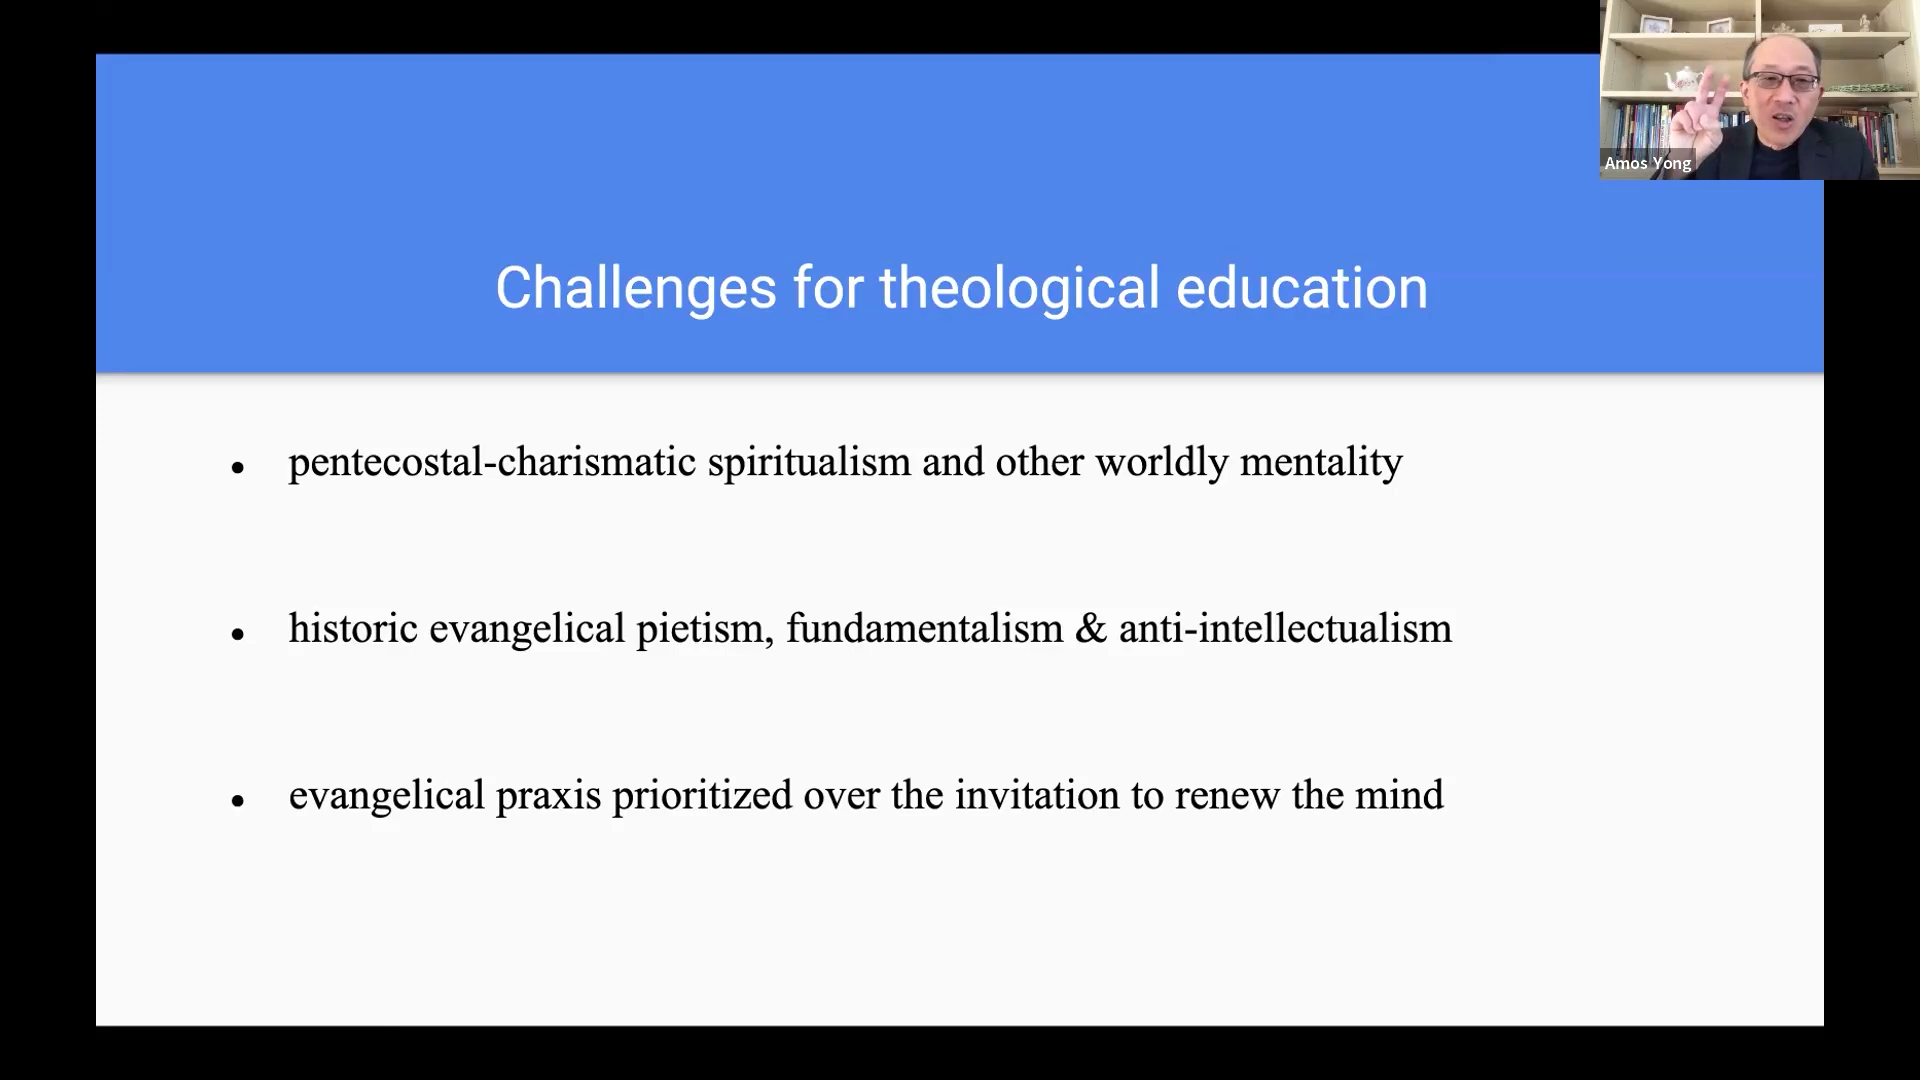 Amos Yong
Challenges for theological education
pentecostal-charismatic spiritualism and other worldly mentality
historic evangelical pietism, fundamentalism & anti-intellectualism
evangelical praxis prioritized over the invitation to renew the mind